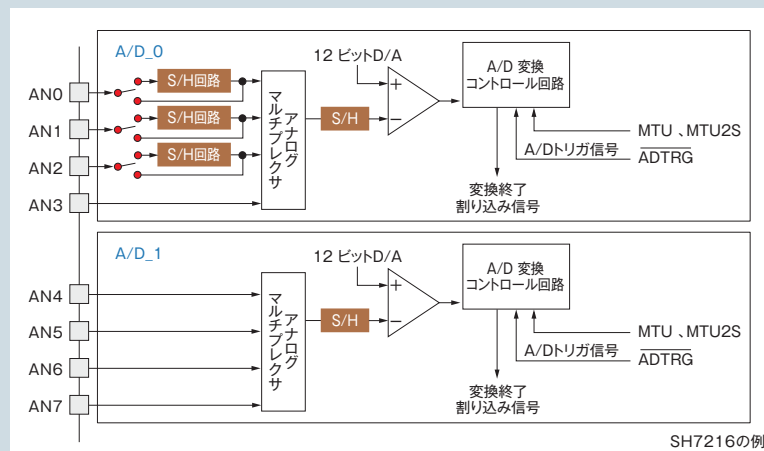 A/D_0
12 ビットD/A
A/D 変換
コントロール回路
S/H回路
AN0
S/H回路
AN1
S/H回路
AN2
AN3
アナログ
マルチプレクサ
S/H
+
−
MTU 、MTU2S
A/Dトリガ信号
ADTRG
変換終了
割り込み信号
A/D_1
12 ビットD/A
A/D 変換
コントロール回路
AN4
AN5
AN6
AN7
アナログ
マルチプレクサ
S/H
+
−
MTU 、MTU2S
A/Dトリガ信号
ADTRG
変換終了
割り込み信号
SH7216の例